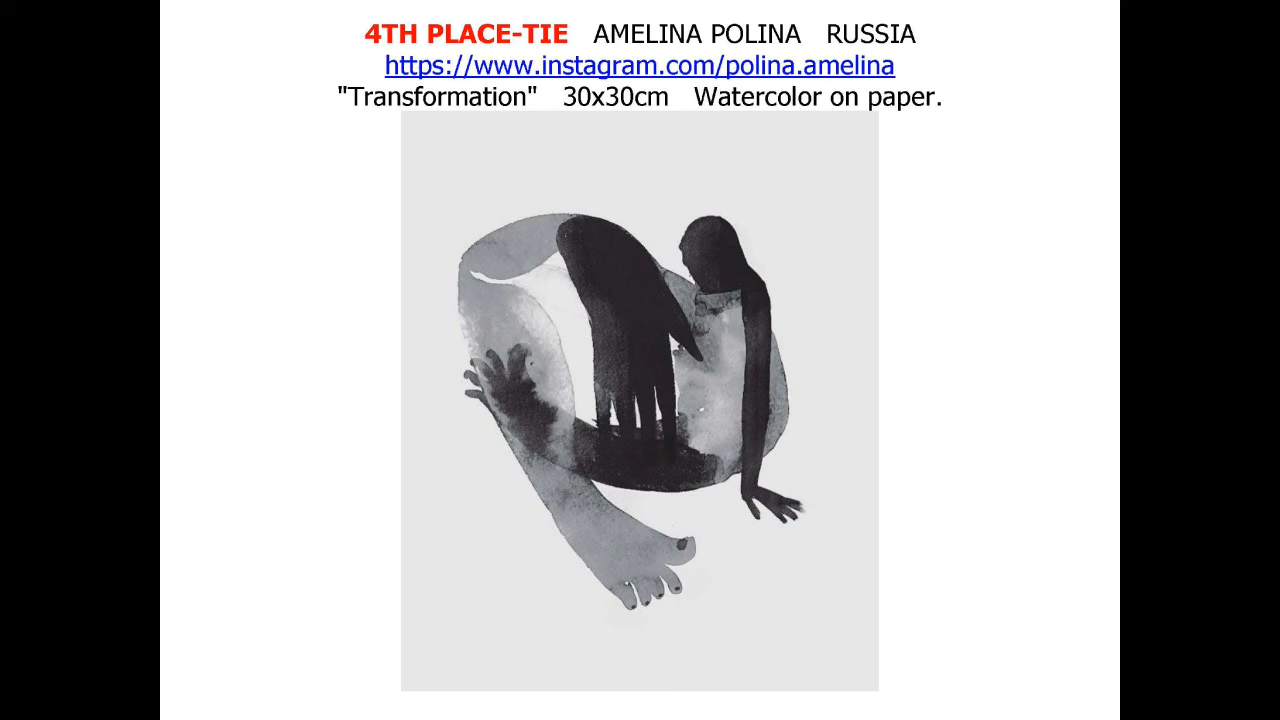 4TH PLACE-TIE AMELINA POLINA RUSSIA
https://www.instagram.com/polina.amelina
"Transformation" 30x30cm Watercolor on paper.